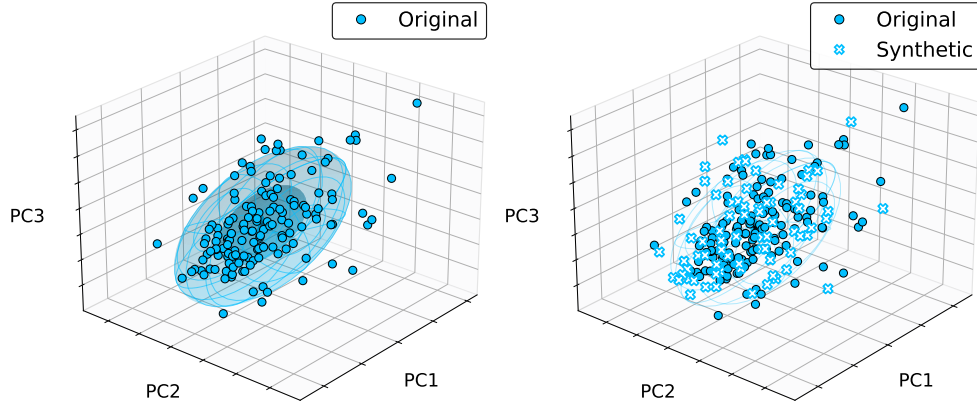 Original
PC3
PC2
PC1
Original
Synthetic
PC3
PC2
PC1